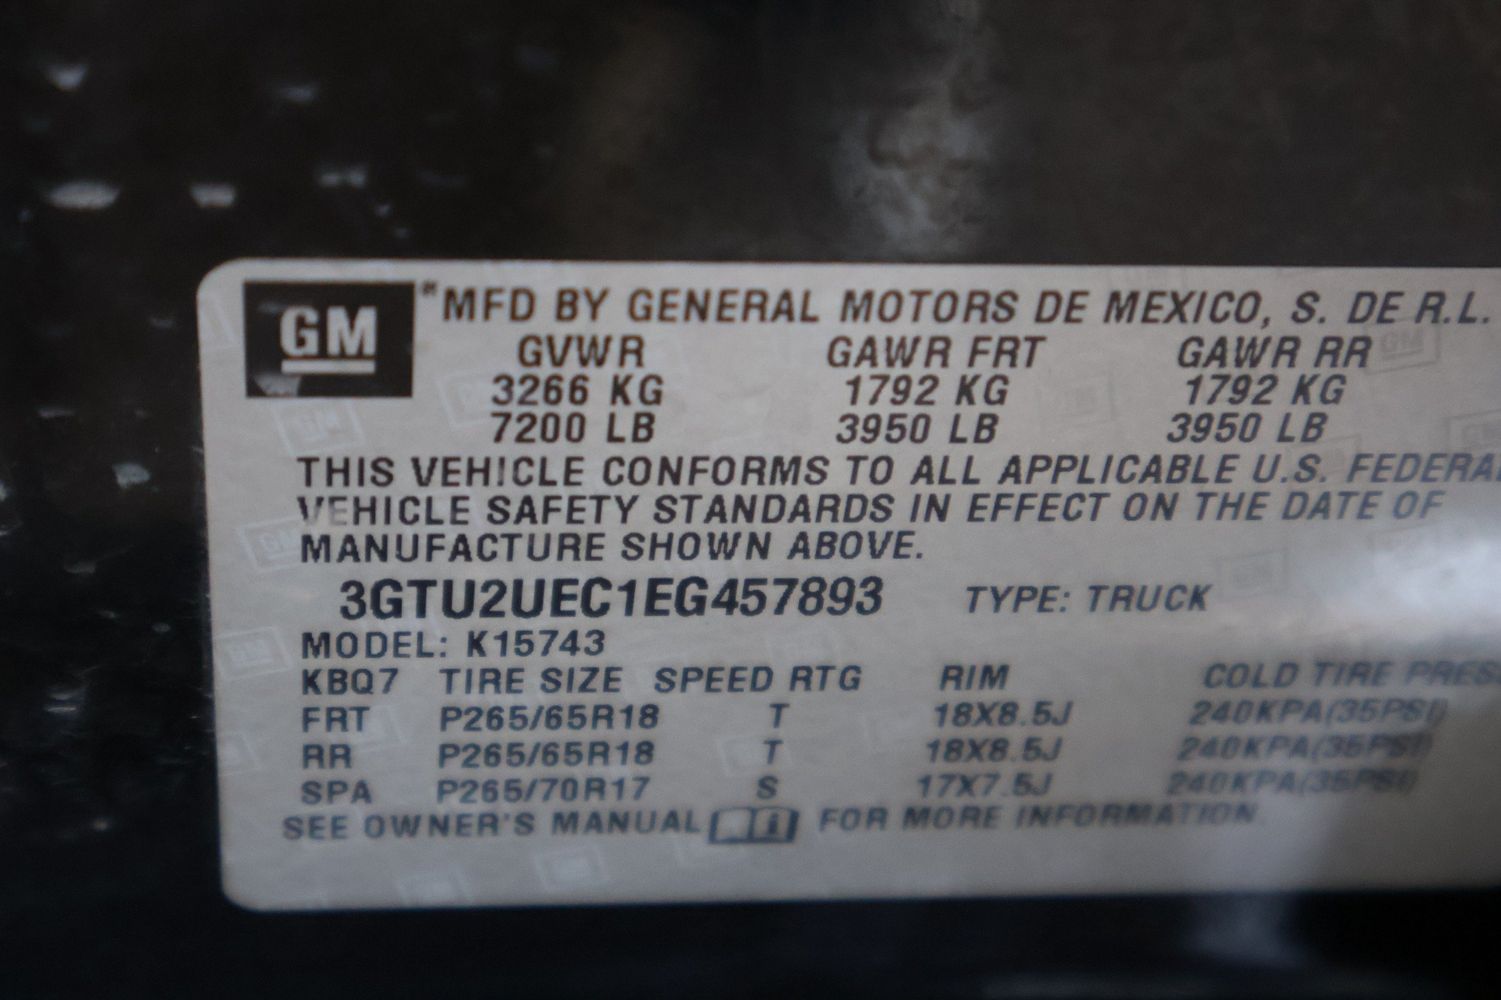 GM
MFD BY GENERAL MOTORS DE MEXICO, S. DE R.L.
GVWR GAWR FRT GAWR RR
3266 KG 1792 KG 1792 KG
7200 LB 3950 LB 3950 LB
THIS VEHICLE CONFORMS TO ALL APPLICABLE U.S. FEDERAL
VEHICLE SAFETY STANDARDS IN EFFECT ON THE DATE OF
MANUFACTURE SHOWN ABOVE.
3GTU2UEC1EG457893 TYPE: TRUCK
MODEL: K15743
KBQ7 TIRE SIZE SPEED RTG RIM COLD TIRE PRES
FRT P265/65R18 T 18X8.5J 240KPA(35PSI)
RR P265/65R18 T 18X8.5J 240KPA(35PSI)
SPA P265/70R17 S 17X7.5J 240KPA(35PSI)
SEE OWNER'S MANUAL FOR MORE INFORMATION